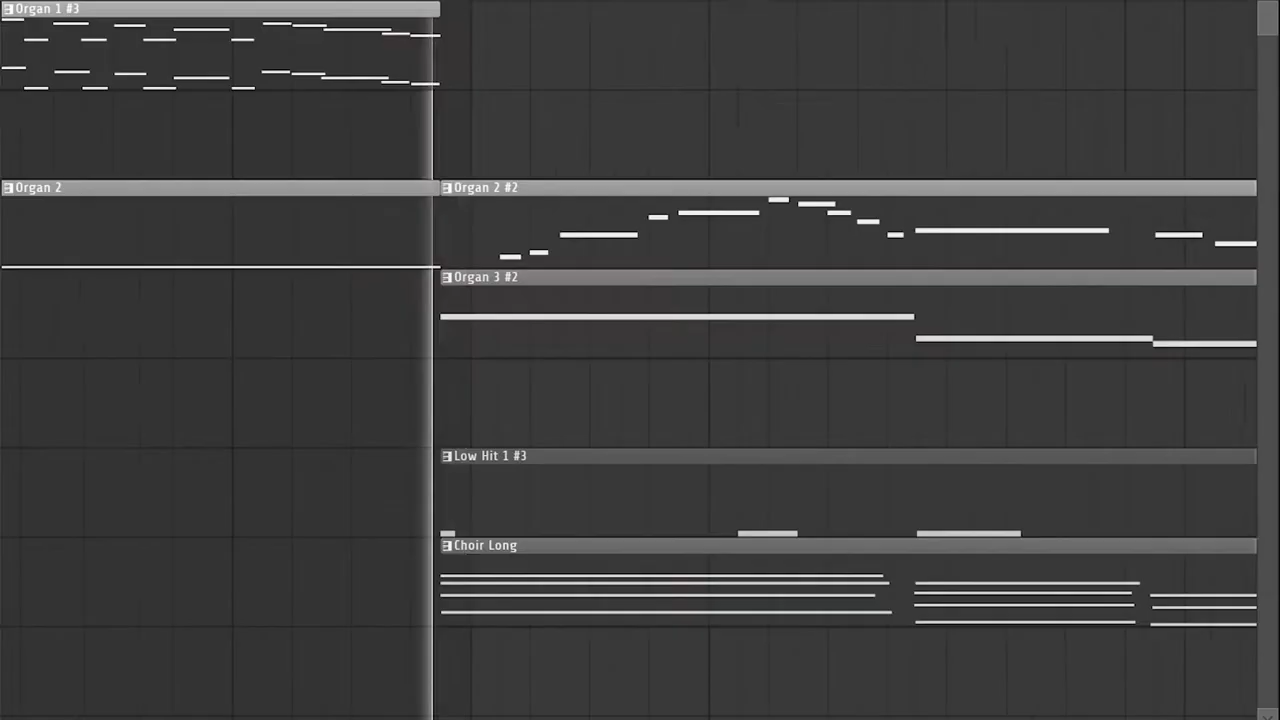 Organ 1 #3
Organ 2
Organ 2 #2
Organ 3 #2
Low Hit 1 #3
Choir Long